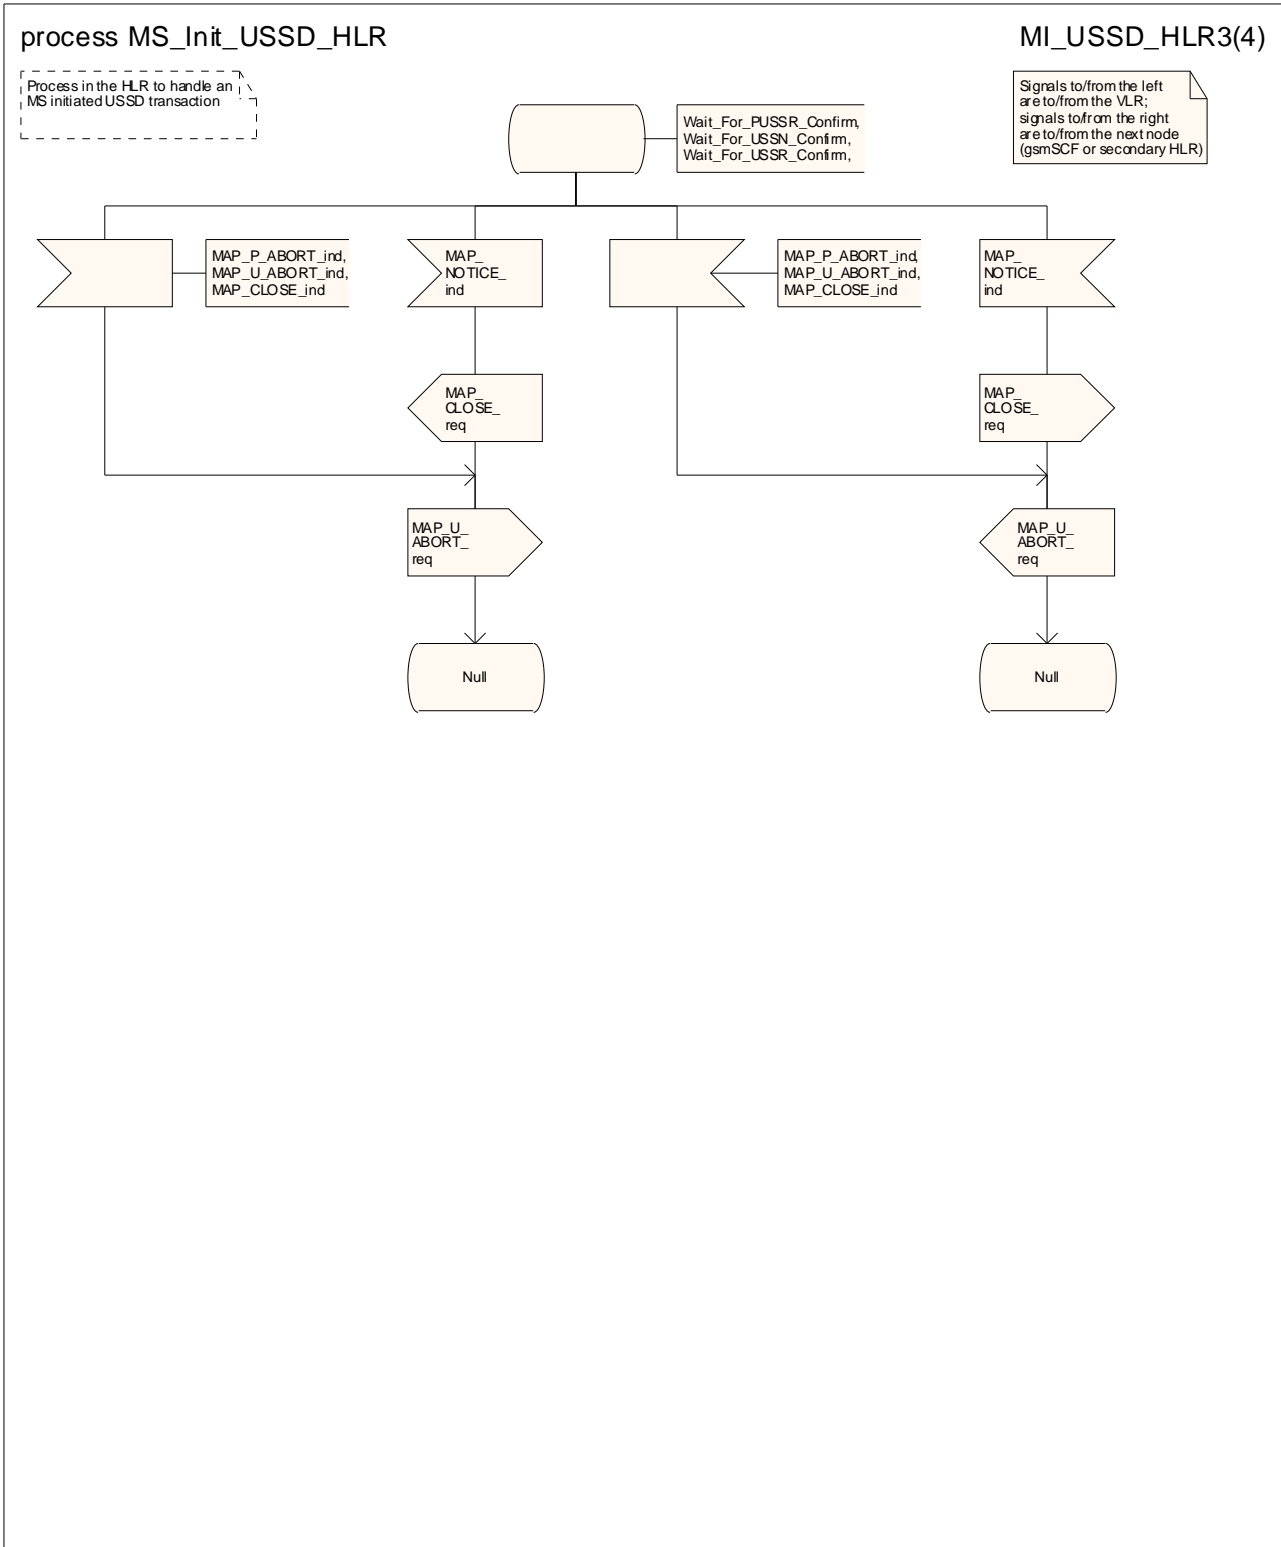 process MS_Init_USSD_HLR
MI_USSD_HLR3(4)
Process in the HLR to handle an
MS initiated USSD transaction
Signals to/from the left
are to/from the VLR;
signals to/from the right
are to/from the next node
(gsmSCF or secondary HLR)
Wait_For_PUSSR_Confirm,
Wait_For_USSN_Confirm,
Wait_For_USSR_Confirm,
MAP_P_ABORT_ind,
MAP_U_ABORT_ind,
MAP_CLOSE_ind
MAP_
NOTICE_
ind
MAP_P_ABORT_ind,
MAP_U_ABORT_ind,
MAP_CLOSE_ind
MAP_
NOTICE_
ind
MAP_
CLOSE_
req
MAP_
CLOSE_
req
MAP_U_
ABORT_
req
MAP_U_
ABORT_
req
Null
Null